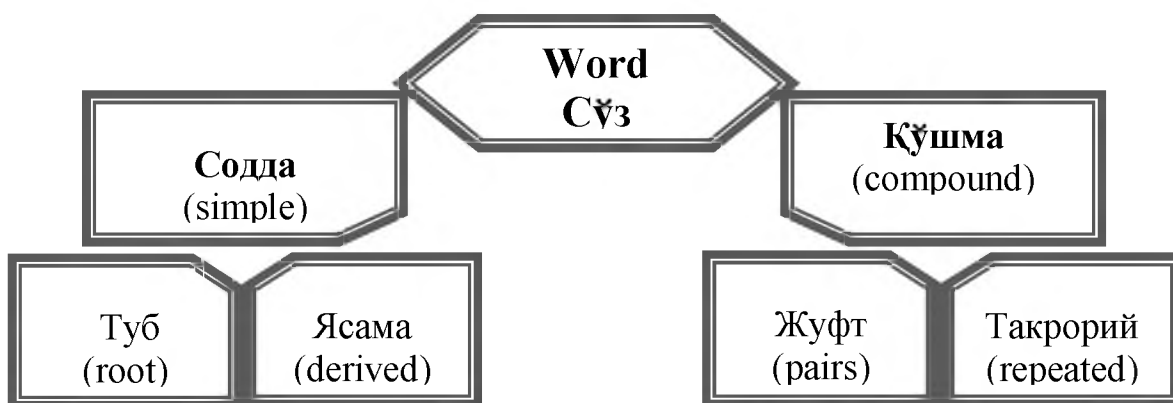 Word
Сўз
Содда
(simple)
Қўшма
(compound)
Туб
(root)
Ясама
(derived)
Жуфт
(pairs)
Такрорий
(repeated)